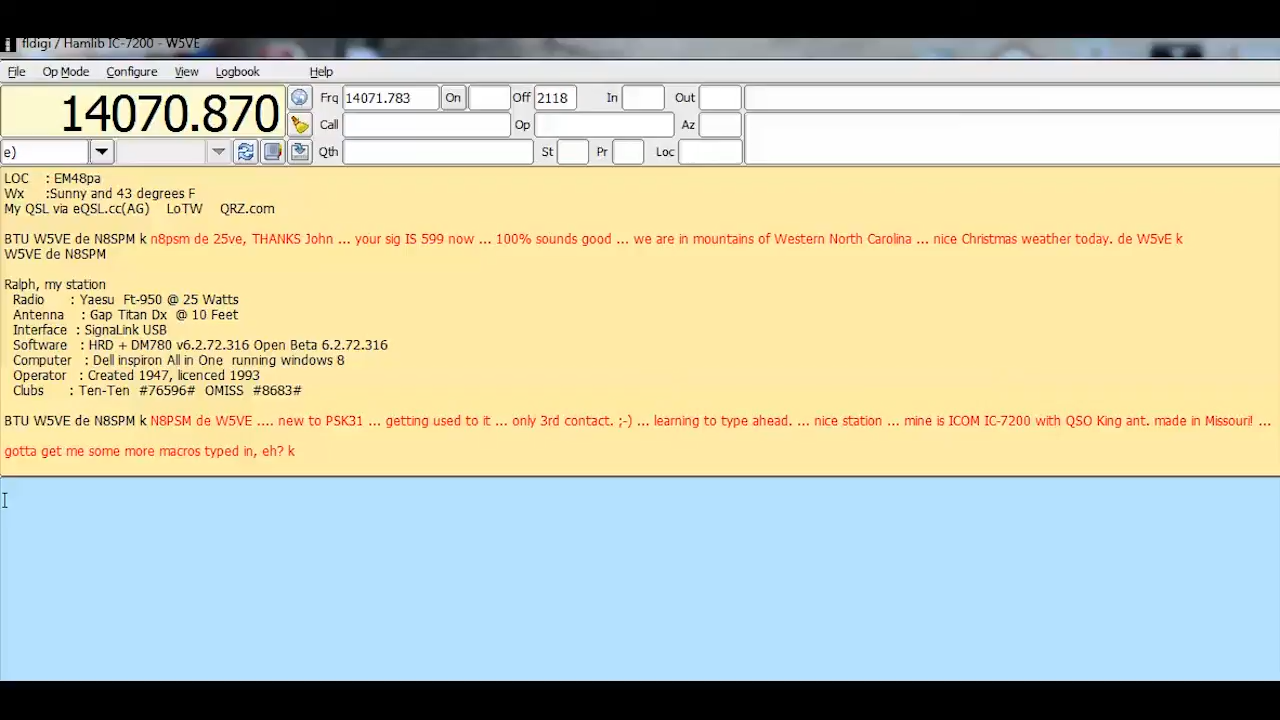 fldigi / Hamlib IC-7200 - W5VE
File Op Mode Configure View Logbook Help
14070.870 Frq 14071.783 On Off 2118 In Out
Call Op Az
e) Qth St Pr Loc
LOC : EM48pa
Wx :Sunny and 43 degrees F
My QSL via eQSL.cc(AG) LoTW QRZ.com
BTU W5VE de N8SPM k n8psm de 25ve, THANKS John ... your sig IS 599 now ... 100% sounds good ... we are in mountains of Western North Carolina ... nice Christmas weather today. de W5vE k
W5VE de N8SPM
Ralph, my station
Radio : Yaesu Ft-950 @ 25 Watts
Antenna : Gap Titan Dx @ 10 Feet
Interface : SignaLink USB
Software : HRD + DM780 v6.2.72.316 Open Beta 6.2.72.316
Computer : Dell inspiron All in One running windows 8
Operator : Created 1947, licenced 1993
Clubs : Ten-Ten #76596# OMISS #8683#
BTU W5VE de N8SPM k N8PSM de W5VE .... new to PSK31 ... getting used to it ... only 3rd contact. ;-) ... learning to type ahead. ... nice station ... mine is ICOM IC-7200 with QSO King ant. made in Missouri! ...
gotta get me some more macros typed in, eh? k